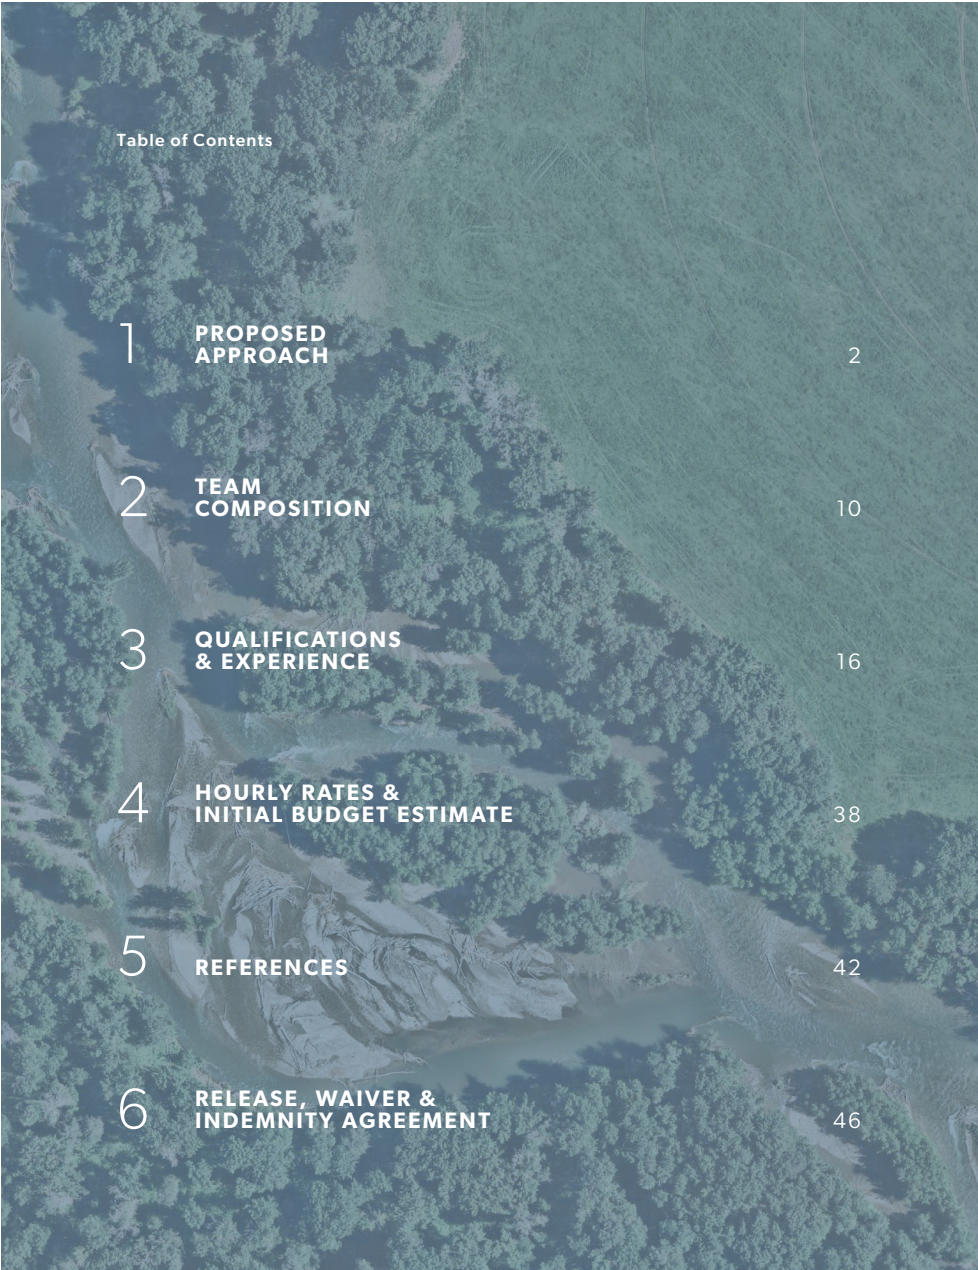 Table of Contents
1 PROPOSED
APPROACH 2
2 TEAM
COMPOSITION 10
3 QUALIFICATIONS
& EXPERIENCE 16
4 HOURLY RATES &
INITIAL BUDGET ESTIMATE 38
5 REFERENCES 42
6 RELEASE, WAIVER &
INDEMNITY AGREEMENT 46